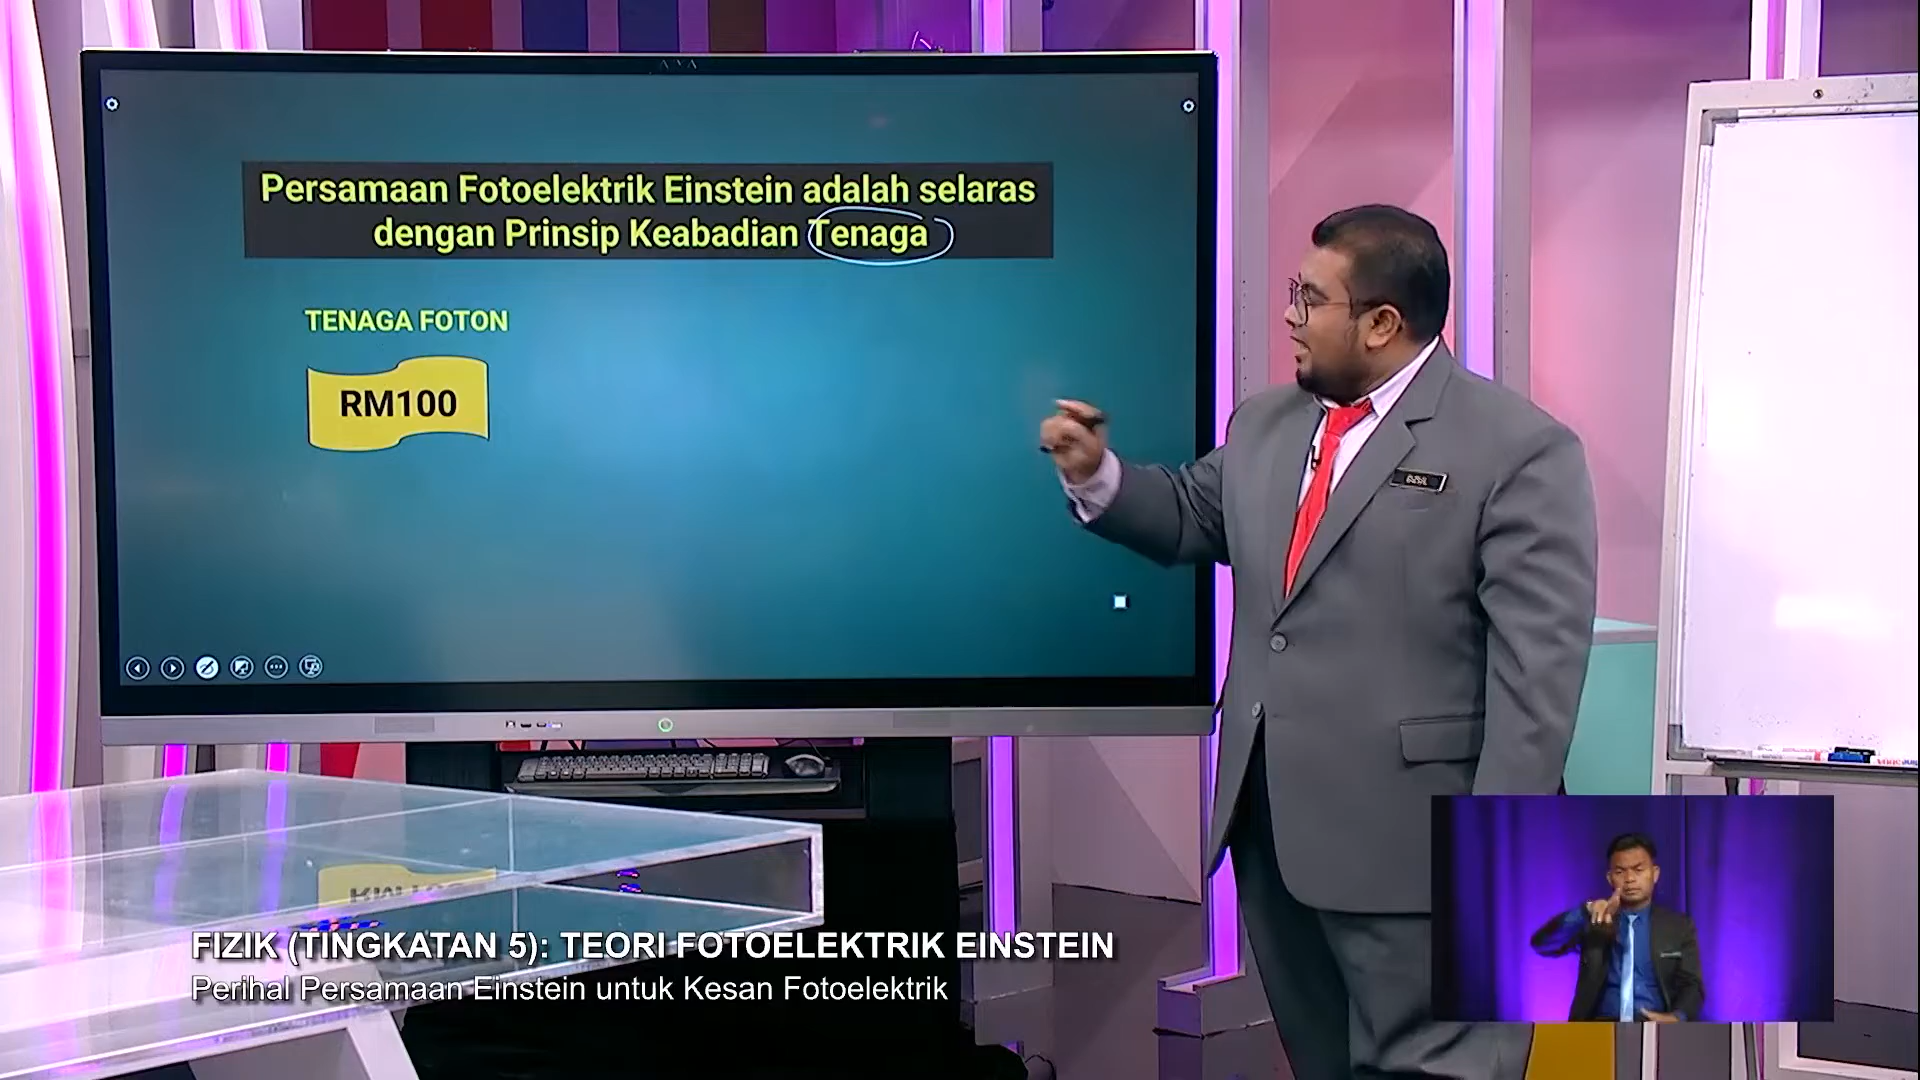 Persamaan Fotoelektrik Einstein adalah selaras
dengan Prinsip Keabadian Tenaga
TENAGA FOTON
RM100
FIZIK (TINGKATAN 5): TEORI FOTOELEKTRIK EINSTEIN
Perihal Persamaan Einstein untuk Kesan Fotoelektrik